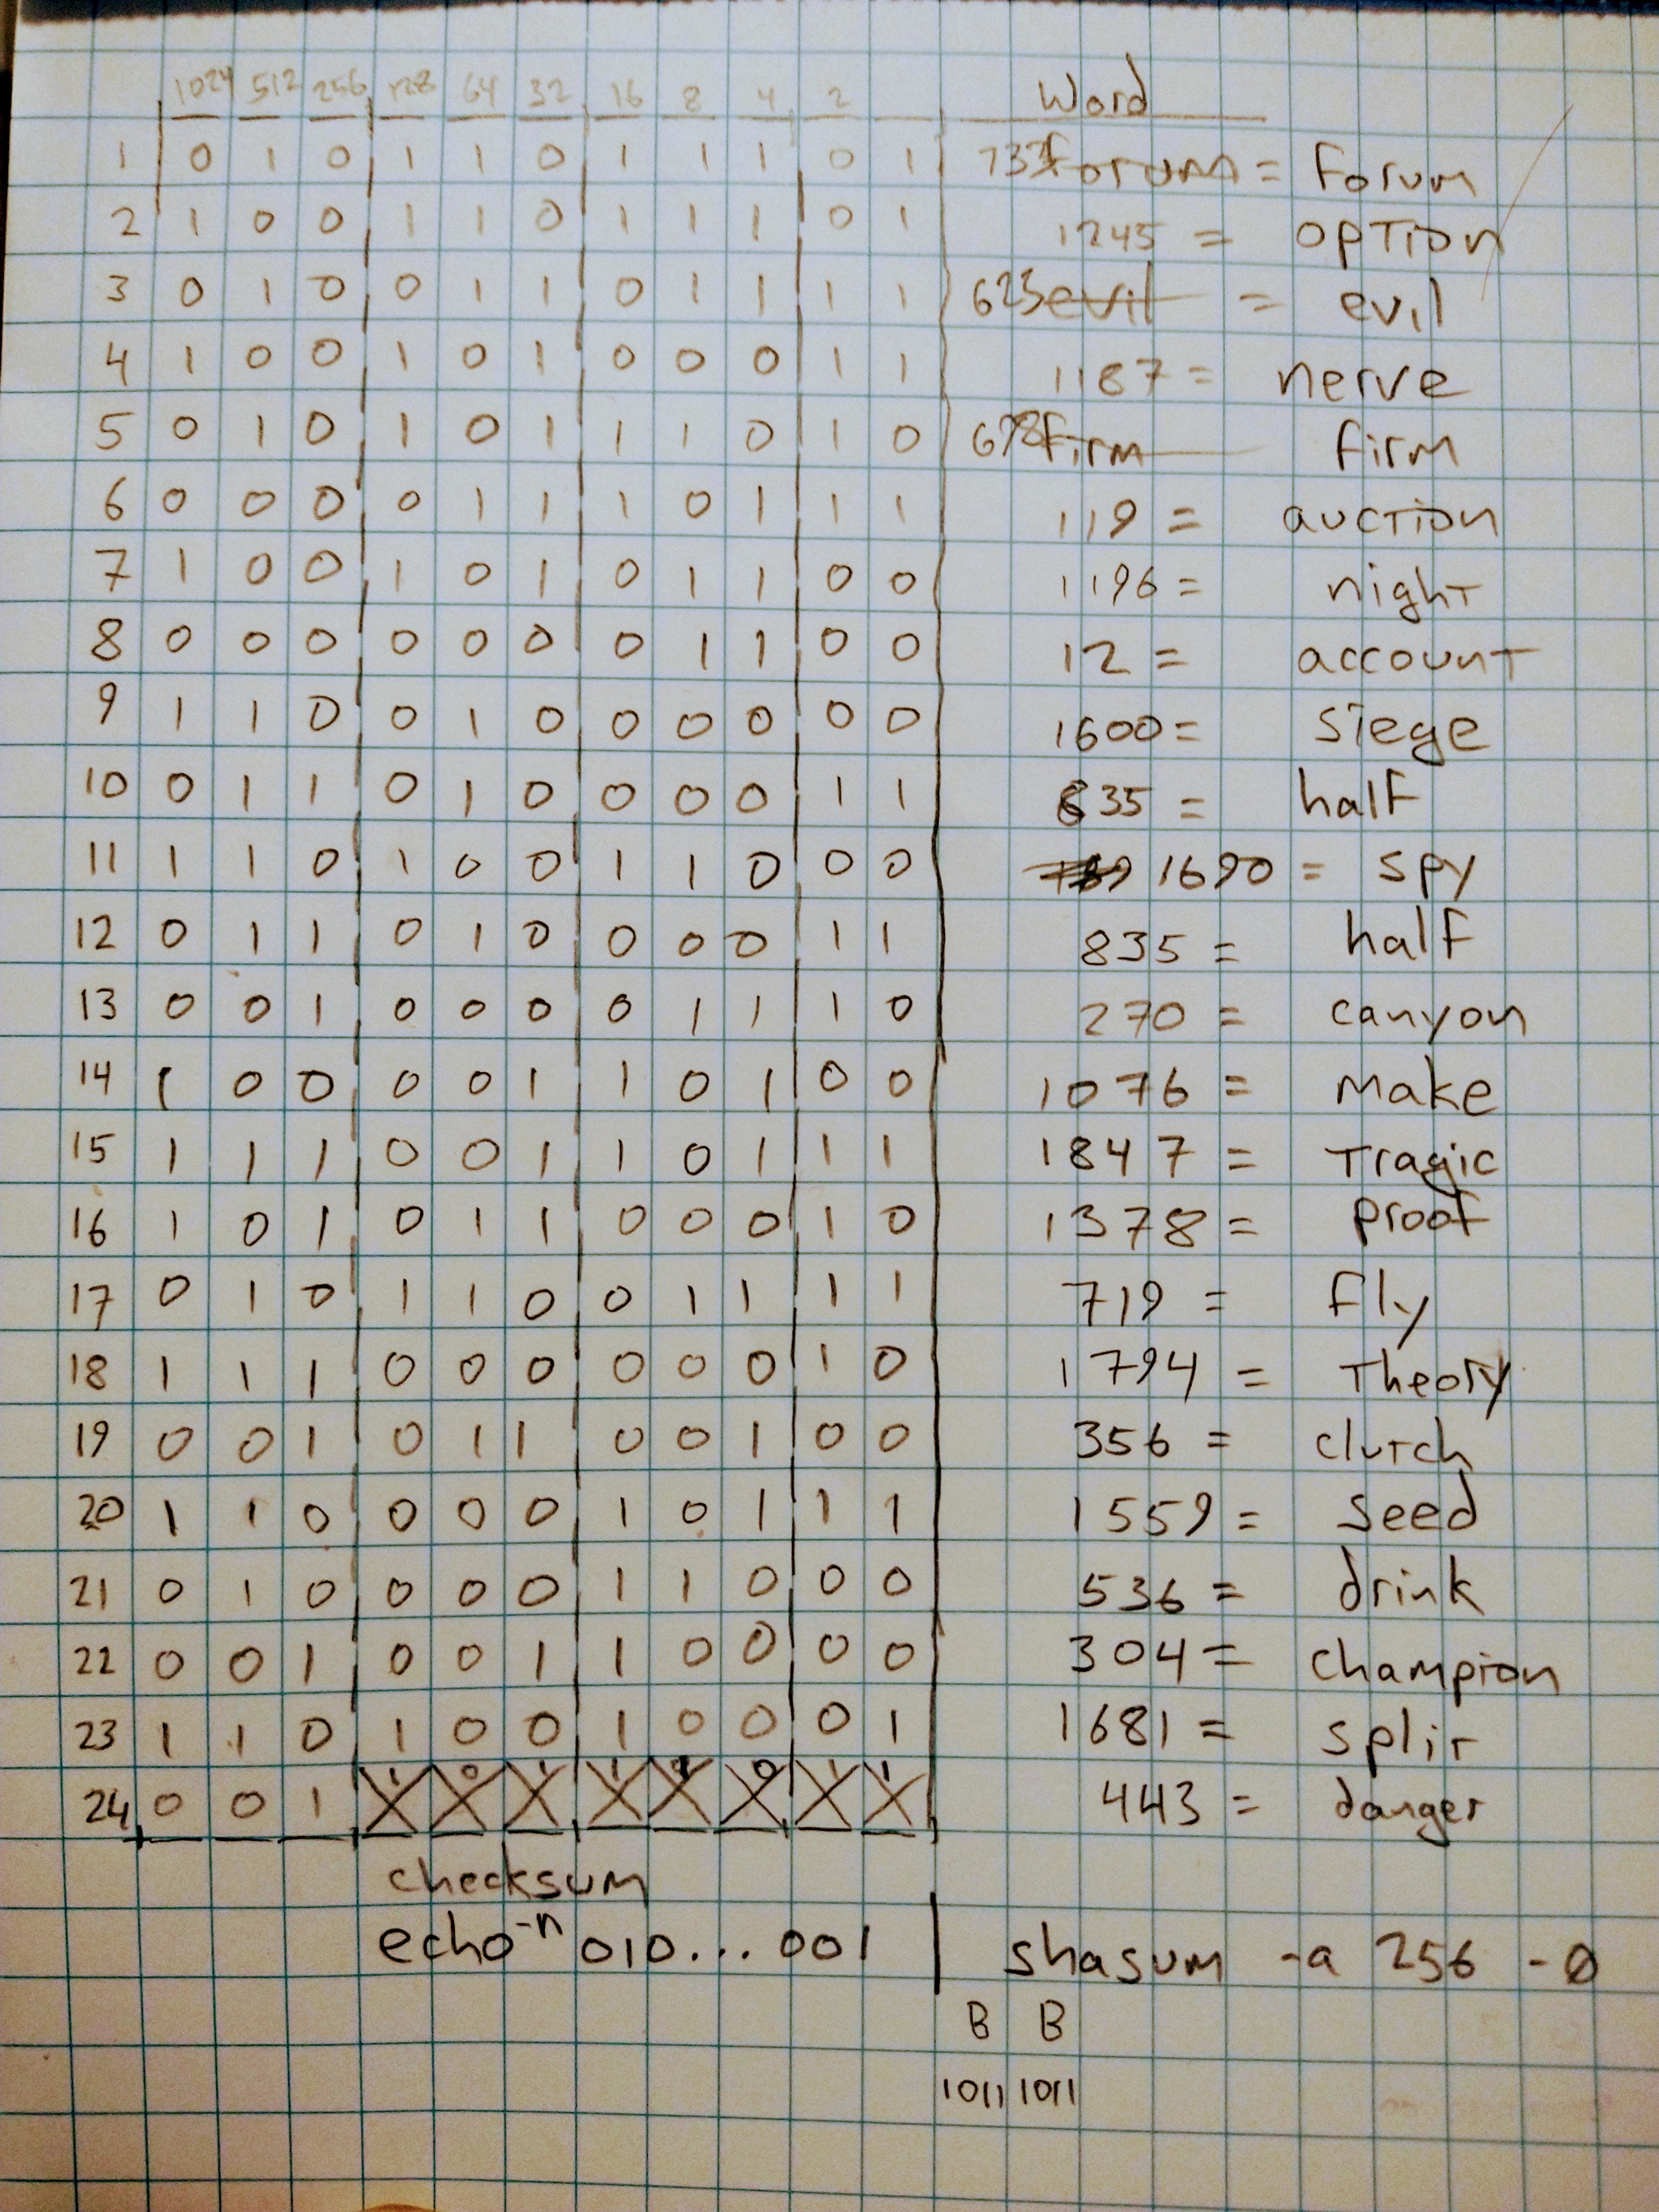 1024 512 256 128 64 32 16 8 4 2 Word
1 0 1 0 1 1 0 1 1 1 0 1 733 forum = forum
2 1 0 0 1 1 0 1 1 1 0 1 1245 = option
3 0 1 0 0 1 1 0 1 1 1 1 623 evil = evil
4 1 0 0 1 0 1 0 0 0 1 1 1187 = nerve
5 0 1 0 1 0 1 1 1 0 1 0 firm firm
6 0 0 0 0 1 1 1 0 1 1 1 119 = auction
7 1 0 0 1 0 1 0 1 1 0 0 1196 = night
8 0 0 0 0 0 0 0 1 1 0 0 12 = account
9 1 1 0 0 1 0 0 0 0 0 0 1600 = siege
10 0 1 1 0 1 0 0 0 0 1 1 835 = half
11 1 1 0 1 0 0 1 1 0 0 0 1690 = spy
12 0 1 1 0 1 0 0 0 0 1 1 835 = half
13 0 0 1 0 0 0 0 1 1 1 0 270 = canyon
14 1 0 0 0 0 1 1 0 1 0 0 1076 = make
15 1 1 1 0 0 1 1 0 1 1 1 1847 = tragic
16 1 0 1 0 1 1 0 0 0 1 0 1378 = proof
17 0 1 0 1 1 0 0 1 1 1 1 719 = fly
18 1 1 1 0 0 0 0 0 0 1 0 1794 = theory
19 0 0 1 0 1 1 0 0 1 0 0 356 = clutch
20 1 1 0 0 0 0 1 0 1 1 1 1559 = seed
21 0 1 0 0 0 0 1 1 0 0 0 536 = drink
22 0 0 1 0 0 1 1 0 0 0 0 304 = champion
23 1 1 0 1 0 0 1 0 0 0 1 1681 = split
24 0 0 1 1 0 1 1 1 0 1 1 443 = danger
checksum
echo -n 010...001 | shasum -a 256 -0
B B
1011 1011